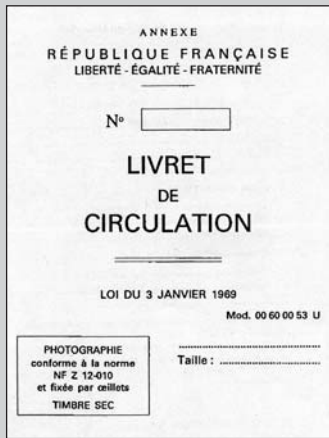 ANNEXE
RÉPUBLIQUE FRANÇAISE
LIBERTÉ - ÉGALITÉ - FRATERNITÉ
Nº
LIVRET
DE
CIRCULATION
LOI DU 3 JANVIER 1969
Mod. 00 60 00 53 U
PHOTOGRAPHIE
conforme à la norme
NF Z 12-010
et fixée par œillets
TIMBRE SEC
Taille :